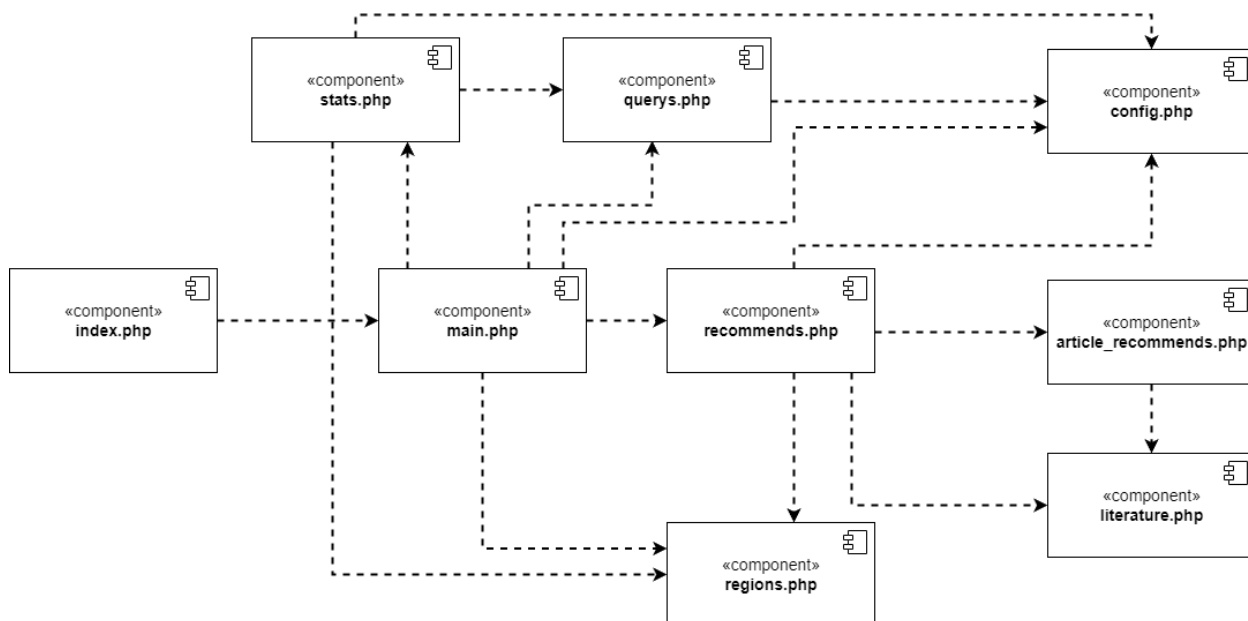 «component»
stats.php
«component»
querys.php
«component»
config.php
«component»
index.php
«component»
main.php
«component»
recommends.php
«component»
article_recommends.php
«component»
literature.php
«component»
regions.php